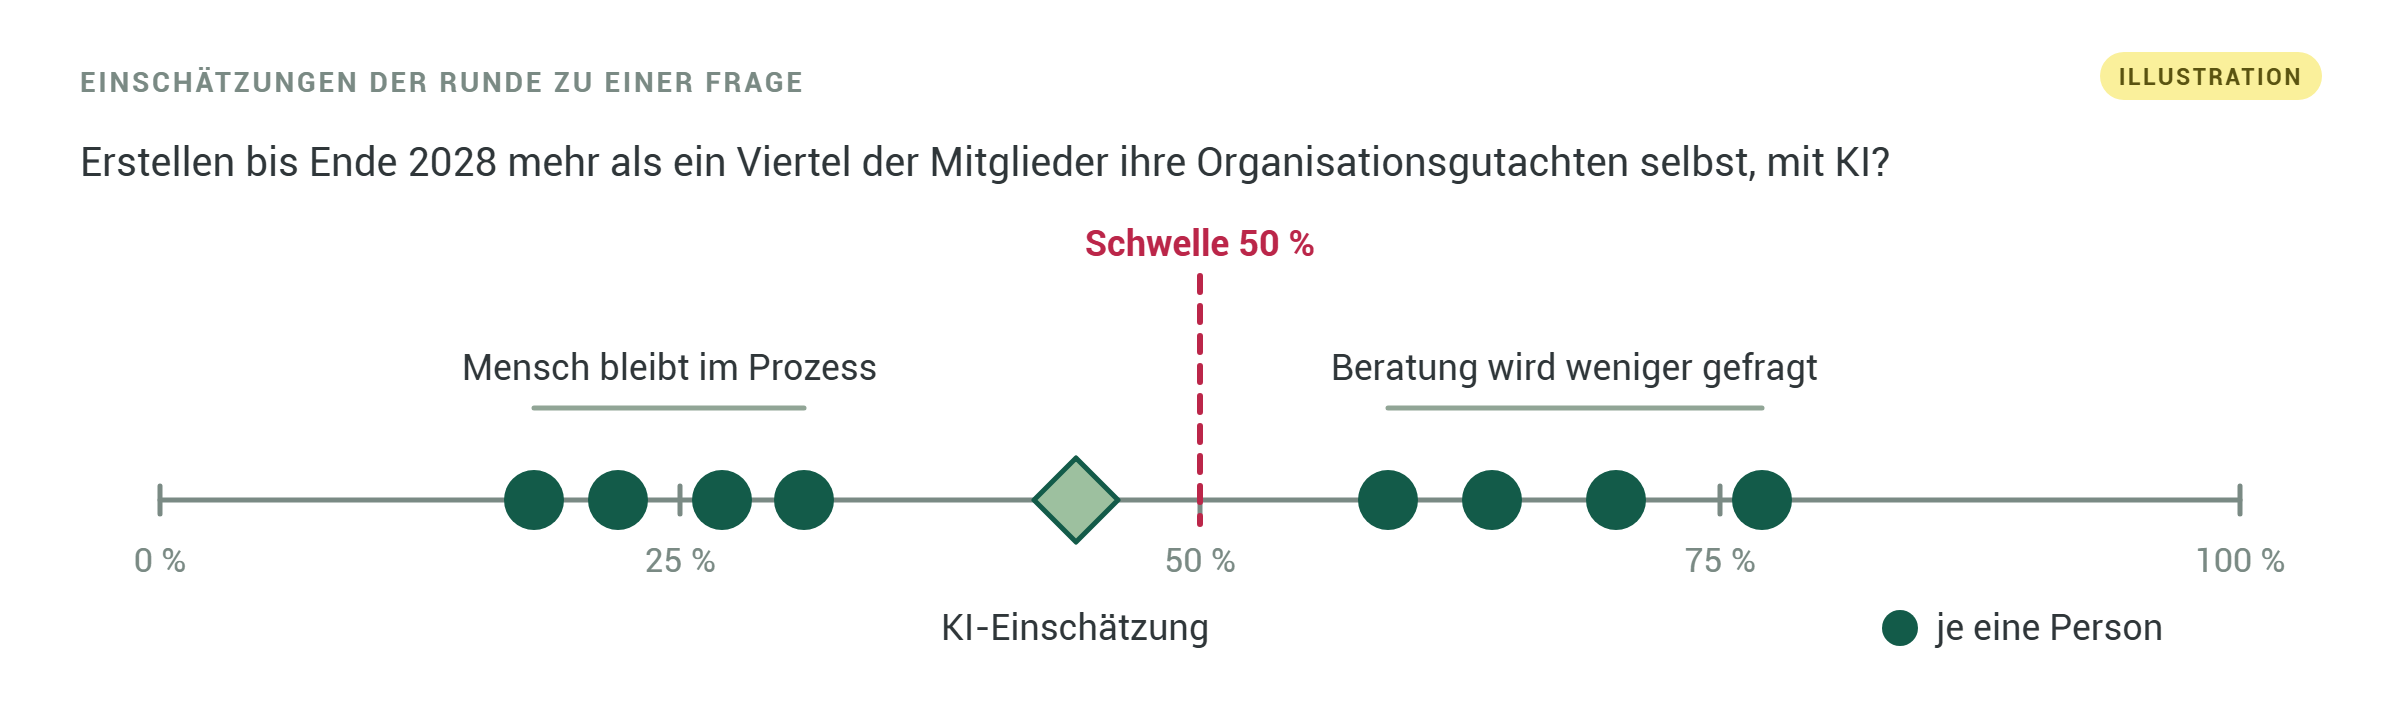 EINSCHÄTZUNGEN DER RUNDE ZU EINER FRAGE
ILLUSTRATION
Erstellen bis Ende 2028 mehr als ein Viertel der Mitglieder ihre Organisationsgutachten selbst, mit KI?
Schwelle 50 %
Mensch bleibt im Prozess
Beratung wird weniger gefragt
0 %
25 %
50 %
75 %
100 %
KI-Einschätzung
je eine Person